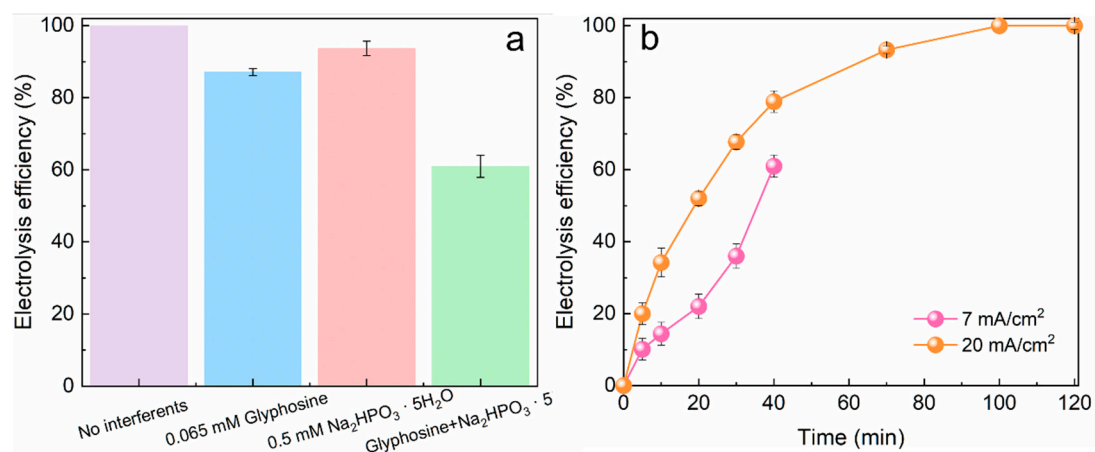 a
Electrolysis efficiency (%)
100
80
60
40
20
0
No interferents
0.065 mM Glyphosine
0.5 mM Na₂HPO₃ · 5H₂O
Glyphosine+Na₂HPO₃ · 5
b
Electrolysis efficiency (%)
100
80
60
40
20
0
7 mA/cm²
20 mA/cm²
0 20 40 60 80 100 120
Time (min)